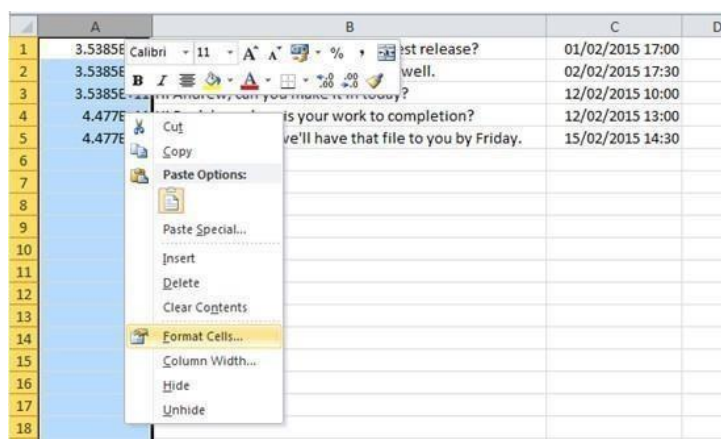 A B C D
Calibri 11 A A % ,
B I A .00 .00
1 3.5385E est release? 01/02/2015 17:00
2 3.5385E well. 02/02/2015 17:30
3 3.5385E+11 Hi Andrew, can you make it in today? 12/02/2015 10:00
4 4.477E is your work to completion? 12/02/2015 13:00
5 4.477E ve'll have that file to you by Friday. 15/02/2015 14:30
6
7
8
9
10
11
12
13
14
15
16
17
18
Cut
Copy
Paste Options:
Paste Special...
Insert
Delete
Clear Contents
Format Cells...
Column Width...
Hide
Unhide